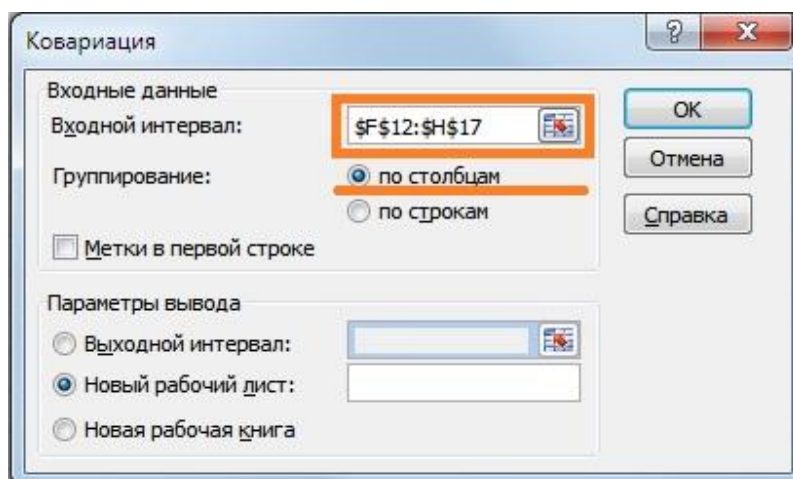 Ковариация
Входные данные
Входной интервал: $F$12:$H$17
Группирование: по столбцам
по строкам
Метки в первой строке
Параметры вывода
Выходной интервал:
Новый рабочий лист:
Новая рабочая книга
OK
Отмена
Справка